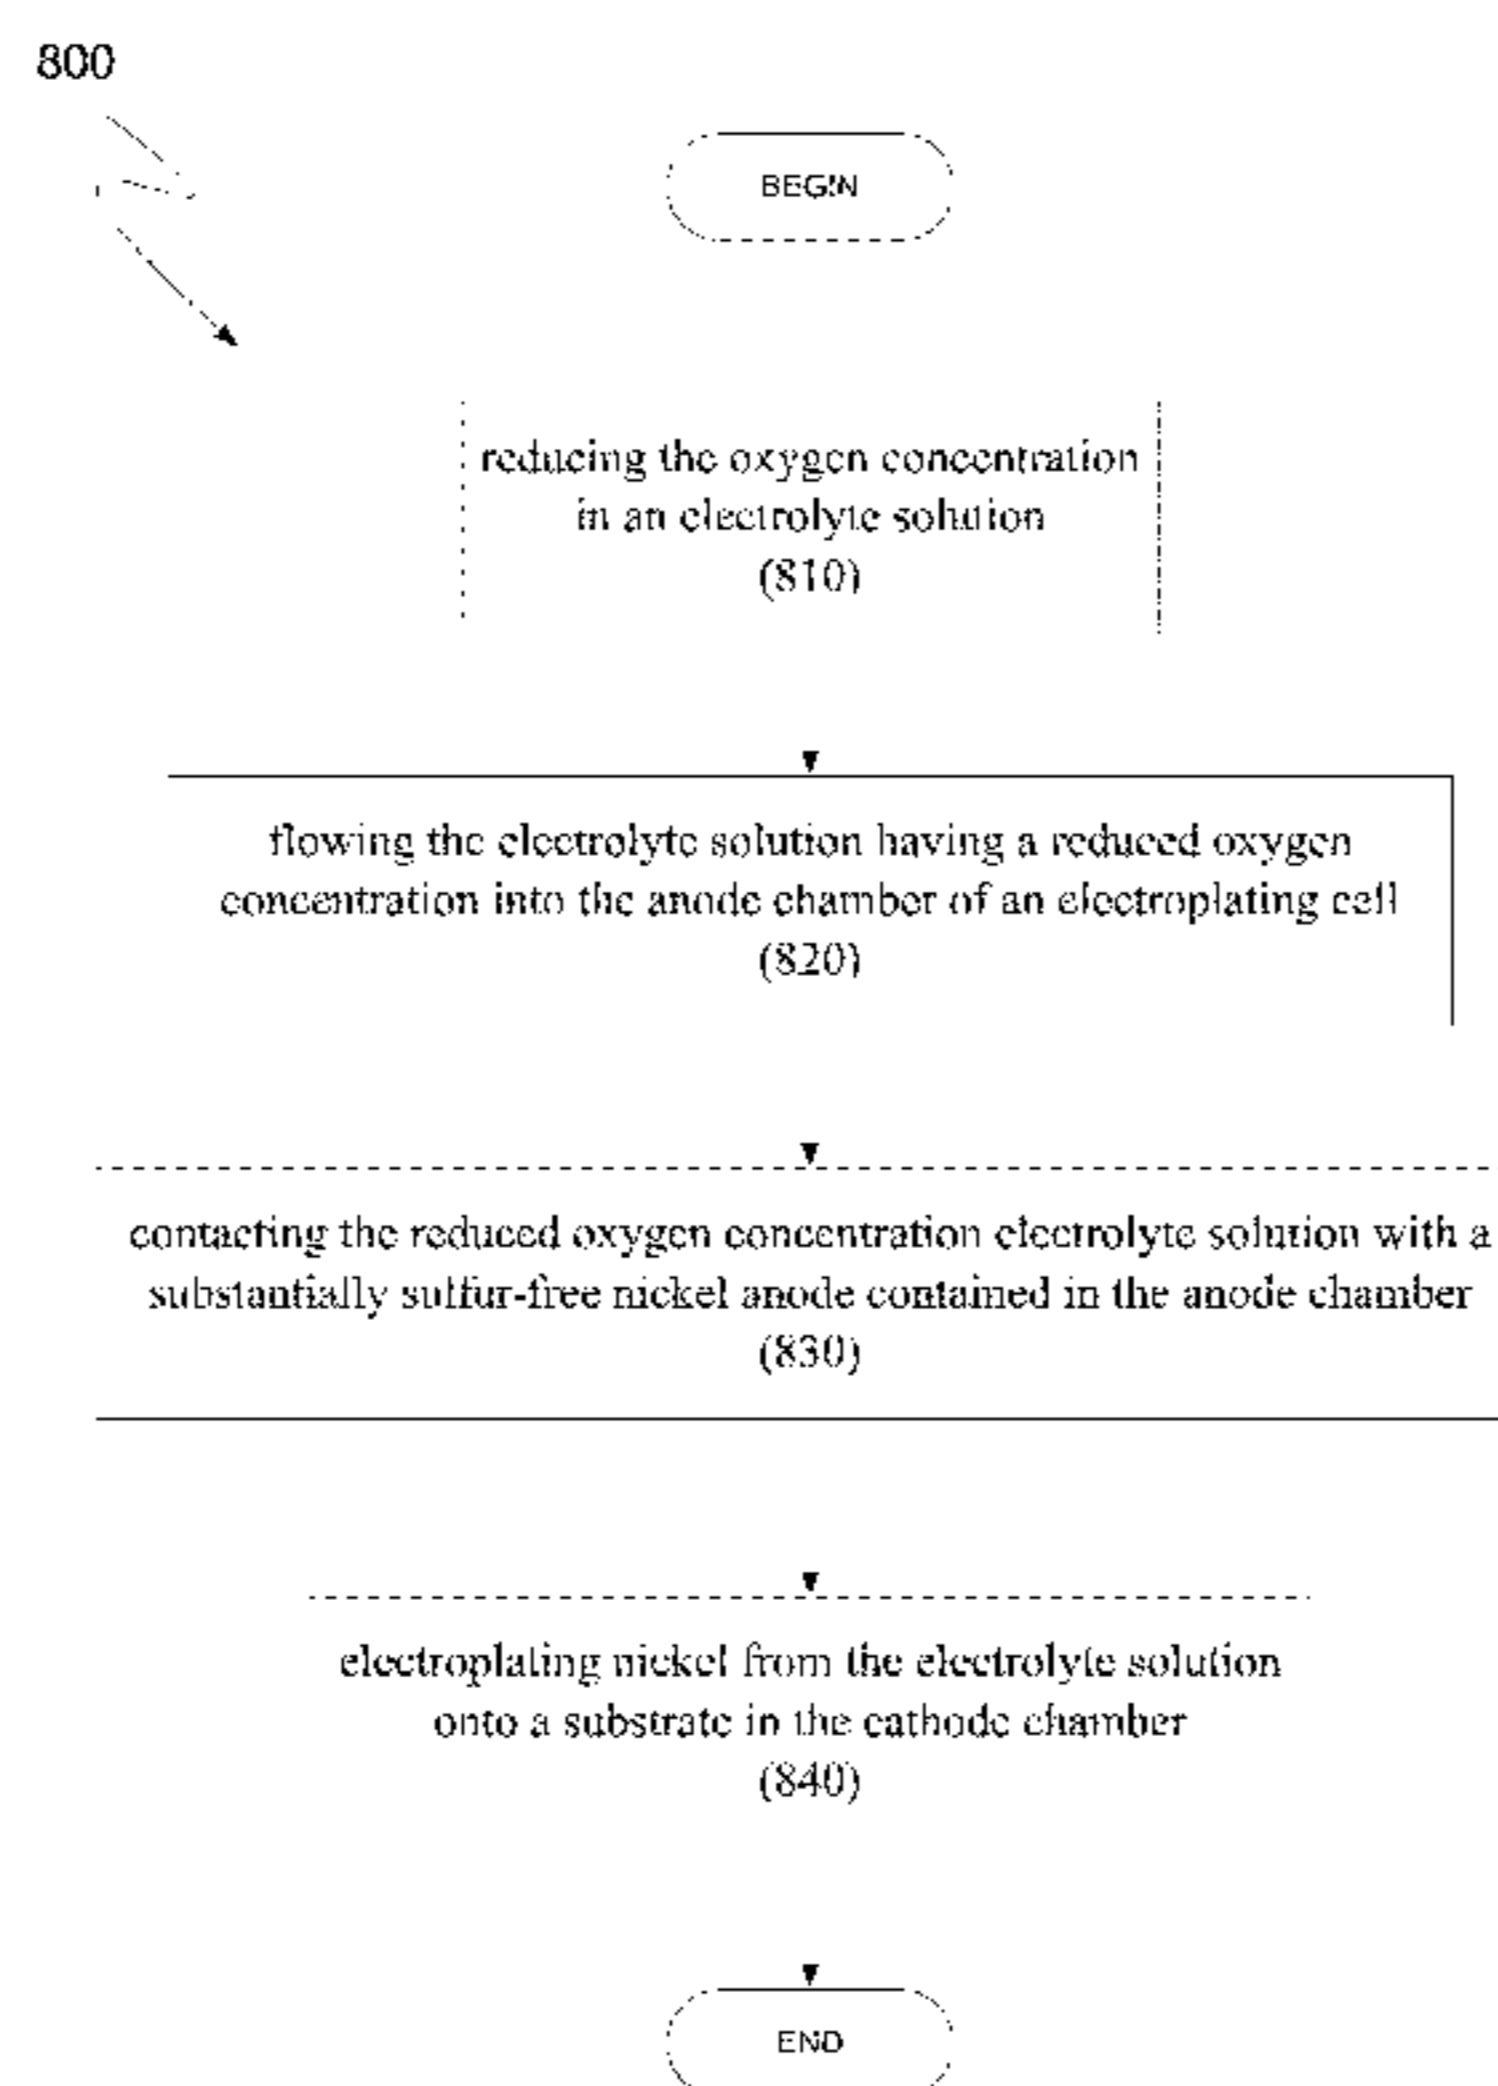 800
BEGIN
reducing the oxygen concentration
in an electrolyte solution
(810)
flowing the electrolyte solution having a reduced oxygen
concentration into the anode chamber of an electroplating cell
(820)
contacting the reduced oxygen concentration electrolyte solution with a
substantially sulfur-free nickel anode contained in the anode chamber
(830)
electroplating nickel from the electrolyte solution
onto a substrate in the cathode chamber
(840)
END